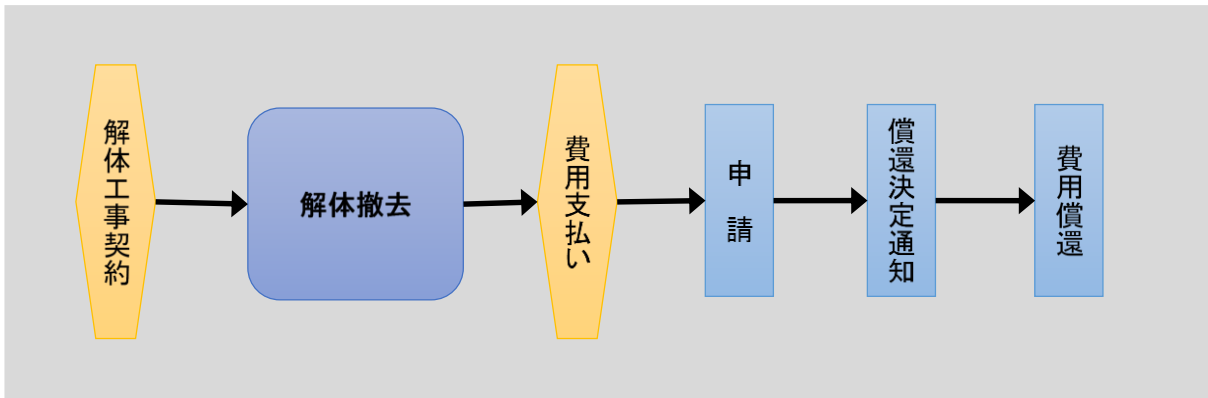 解体工事契約
解体撤去
費用支払い
申請
償還決定通知
費用償還